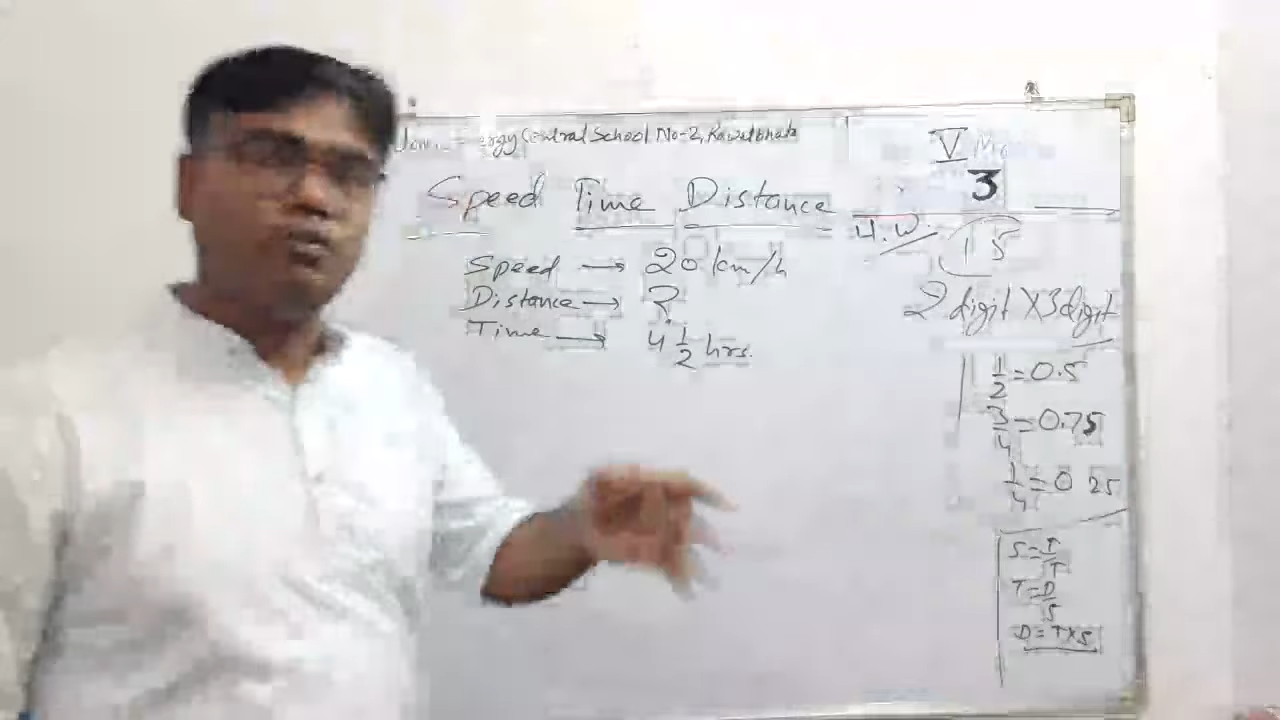 Central School No-2, Rawatbhata
Speed Time Distance
Speed → 20 km/h
Distance → ?
Time → 4 1/2 hrs.
V
3
H.W. 15
2 digit X 3 digit
1/2 = 0.5
3/4 = 0.75
1/4 = 0 25
T = D/S
D = T×S